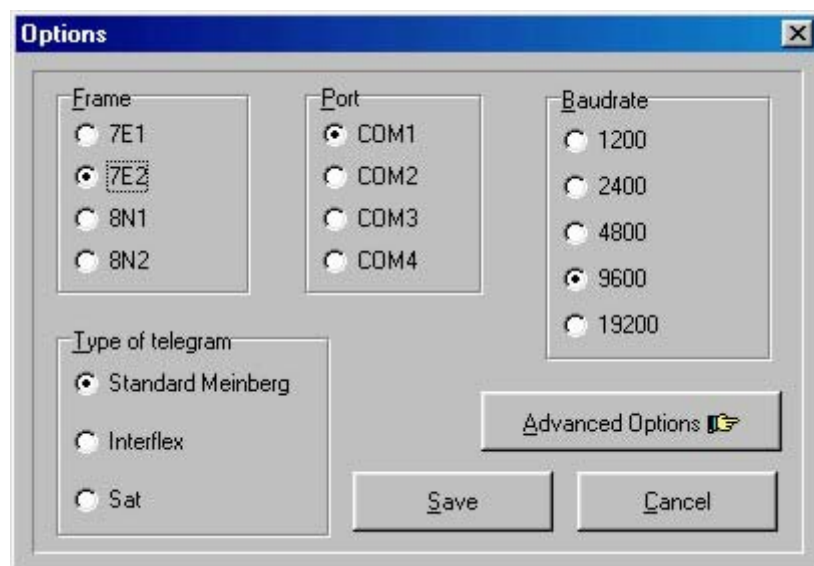 Options
Frame
7E1
7E2
8N1
8N2
Port
COM1
COM2
COM3
COM4
Baudrate
1200
2400
4800
9600
19200
Type of telegram
Standard Meinberg
Interflex
Sat
Advanced Options
Save
Cancel